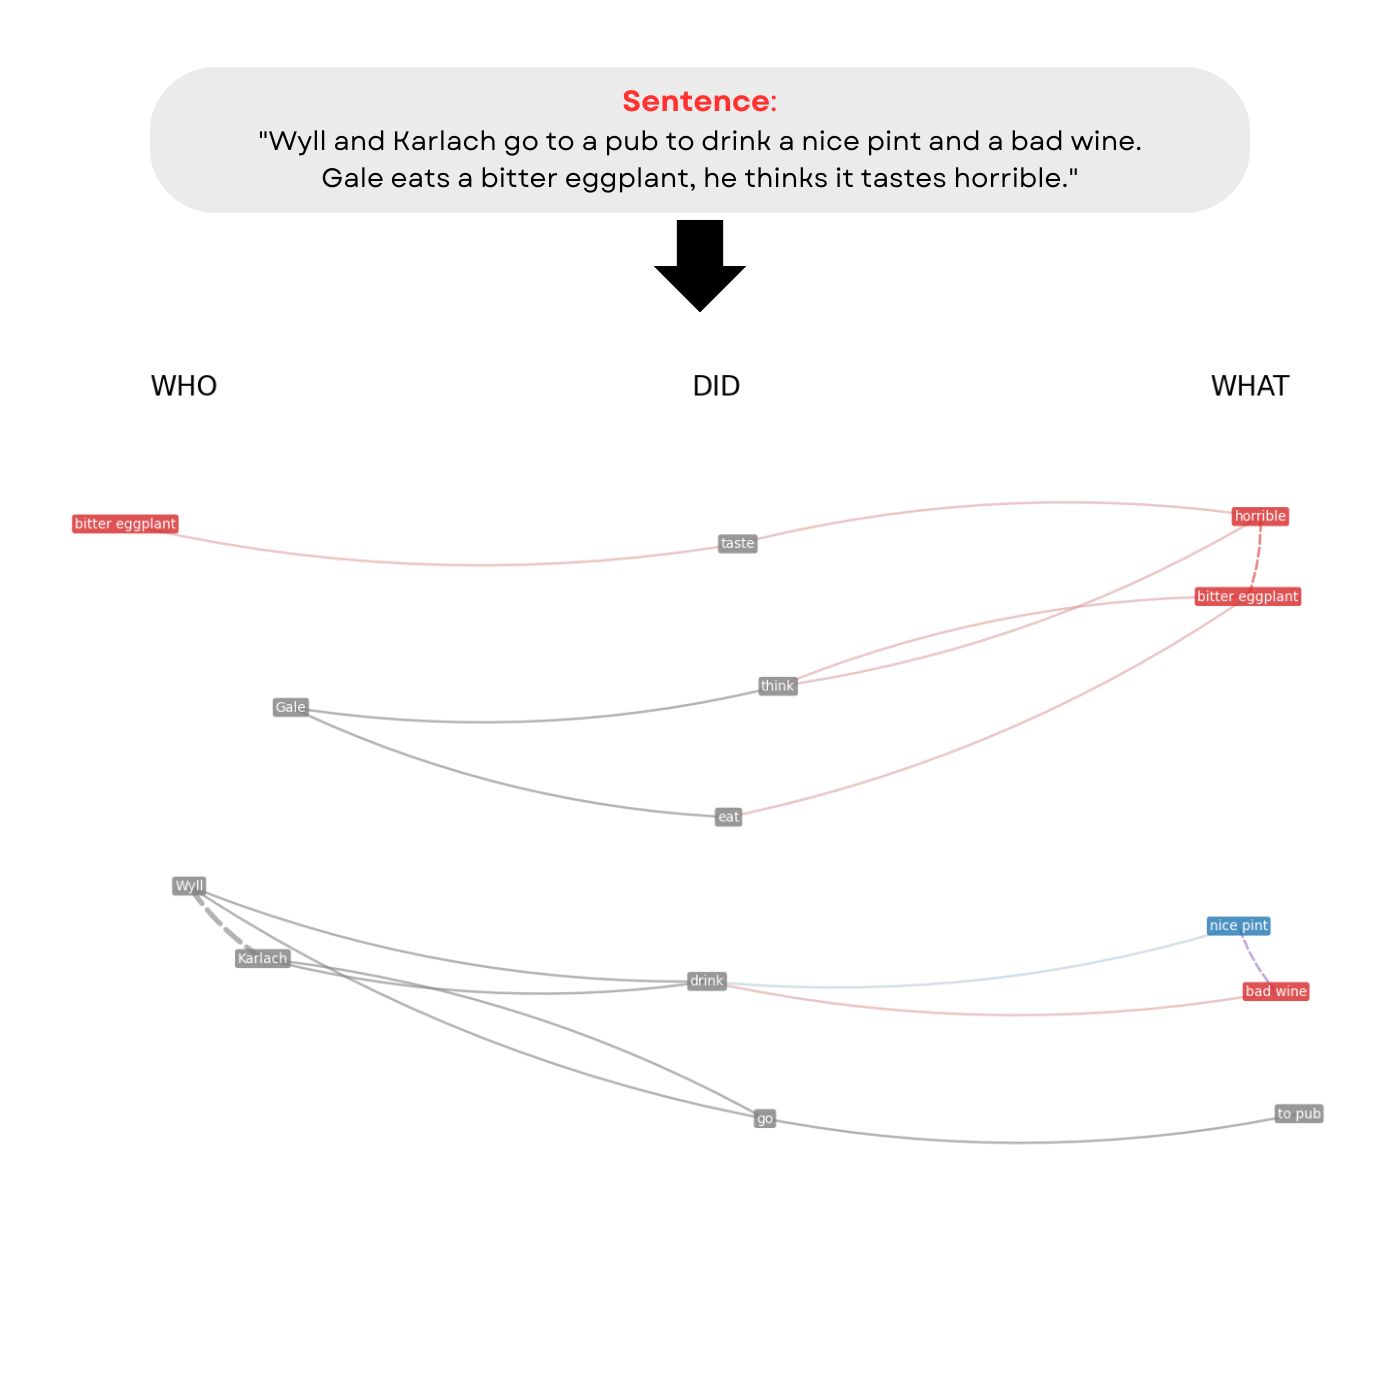 Sentence:
"Wyll and Karlach go to a pub to drink a nice pint and a bad wine.
Gale eats a bitter eggplant, he thinks it tastes horrible."
WHO DID WHAT
bitter eggplant
taste
horrible
bitter eggplant
think
Gale
eat
Wyll
Karlach
drink
nice pint
bad wine
go
to pub